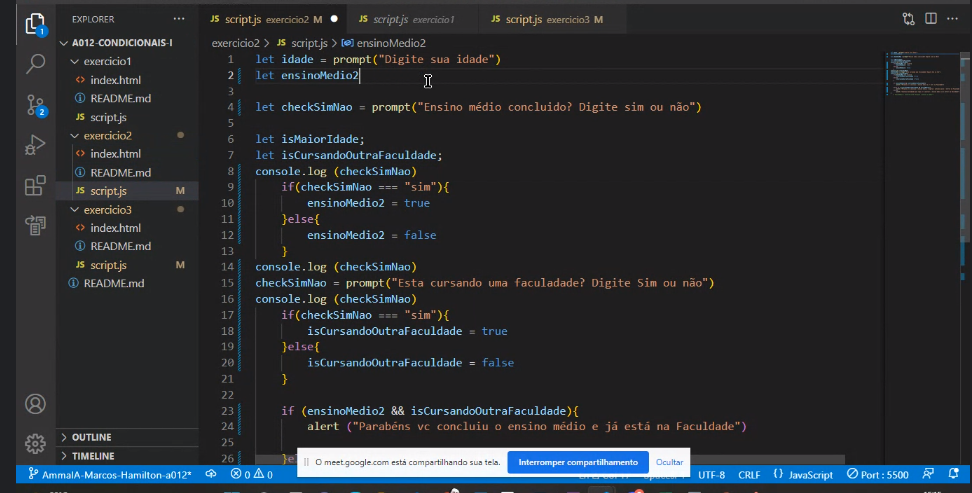 EXPLORER ···
A012-CONDICIONAIS-I
exercicio1
index.html
README.md
script.js
exercicio2
index.html
README.md
script.js M
exercicio3
index.html
README.md
script.js M
README.md
OUTLINE
TIMELINE
1
2
JS script.js exercicio2 M ●
JS script.js exercicio1
JS script.js exercicio3 M
exercicio2 > JS script.js > ensinoMedio2
1 let idade = prompt("Digite sua idade")
2 let ensinoMedio2
3
4 let checkSimNao = prompt("Ensino médio concluido? Digite sim ou não")
5
6 let isMaiorIdade;
7 let isCursandoOutraFaculdade;
8 console.log (checkSimNao)
9 if(checkSimNao === "sim"){
10 ensinoMedio2 = true
11 }else{
12 ensinoMedio2 = false
13 }
14 console.log (checkSimNao)
15 checkSimNao = prompt("Esta cursando uma faculadade? Digite Sim ou não")
16 console.log (checkSimNao)
17 if(checkSimNao === "sim"){
18 isCursandoOutraFaculdade = true
19 }else{
20 isCursandoOutraFaculdade = false
21 }
22
23 if (ensinoMedio2 && isCursandoOutraFaculdade){
24 alert ("Parabéns vc concluiu o ensino médio e já está na Faculdade")
25
26 }el
O meet.google.com está compartilhando sua tela. Interromper compartilhamento Ocultar
AmmalA-Marcos-Hamilton-a012* 0 0 UTF-8 CRLF {} JavaScript Port : 5500